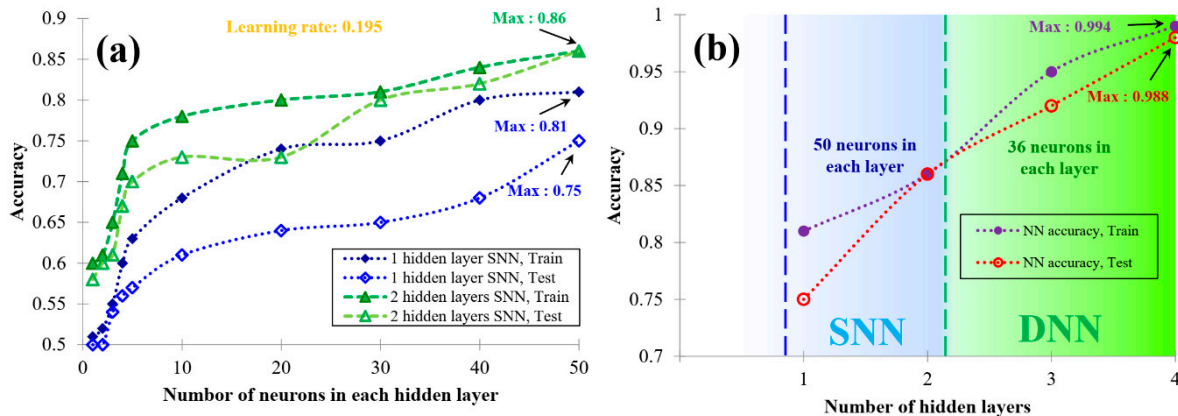 (a)
Learning rate: 0.195
Max : 0.86
Max : 0.81
Max : 0.75
0.9
0.85
0.8
0.75
0.7
0.65
0.6
0.55
0.5
Accuracy
1 hidden layer SNN, Train
1 hidden layer SNN, Test
2 hidden layers SNN, Train
2 hidden layers SNN, Test
0
10
20
30
40
50
Number of neurons in each hidden layer
(b)
Max : 0.994
Max : 0.988
1
0.95
0.9
0.85
0.8
0.75
0.7
Accuracy
50 neurons in
each layer
36 neurons in
each layer
NN accuracy, Train
NN accuracy, Test
SNN
DNN
1
2
3
4
Number of hidden layers